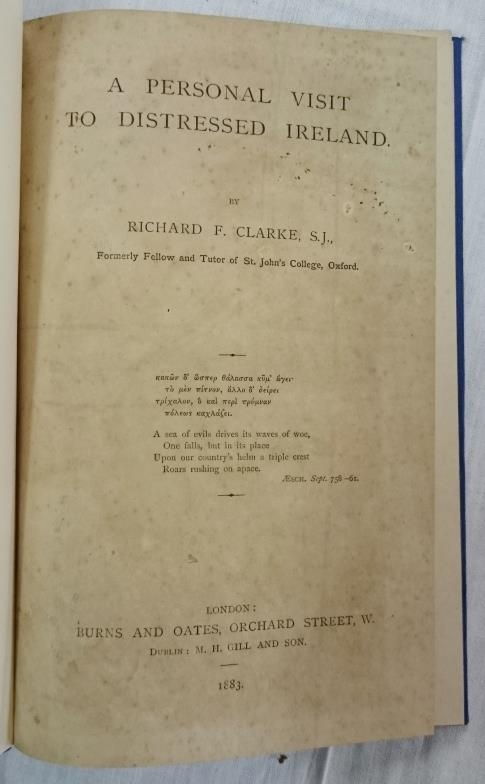 A PERSONAL VISIT
TO DISTRESSED IRELAND.
BY
RICHARD F. CLARKE, S.J.,
Formerly Fellow and Tutor of St. John's College, Oxford.
κακῶν δ' ὥσπερ θάλασσα κῦμ' ἄγει·
τὸ μὲν πίτνον, ἄλλο δ' ἀείρει
τρίχαλον, ὃ καὶ περὶ πρύμναν
πόλεως καχλάζει.
A sea of evils drives its waves of woe,
One falls, but in its place
Upon our country's helm a triple crest
Roars rushing on apace.
ÆSCH. Sept. 758-61.
LONDON:
BURNS AND OATES, ORCHARD STREET, W.
DUBLIN: M. H. GILL AND SON.
1883.